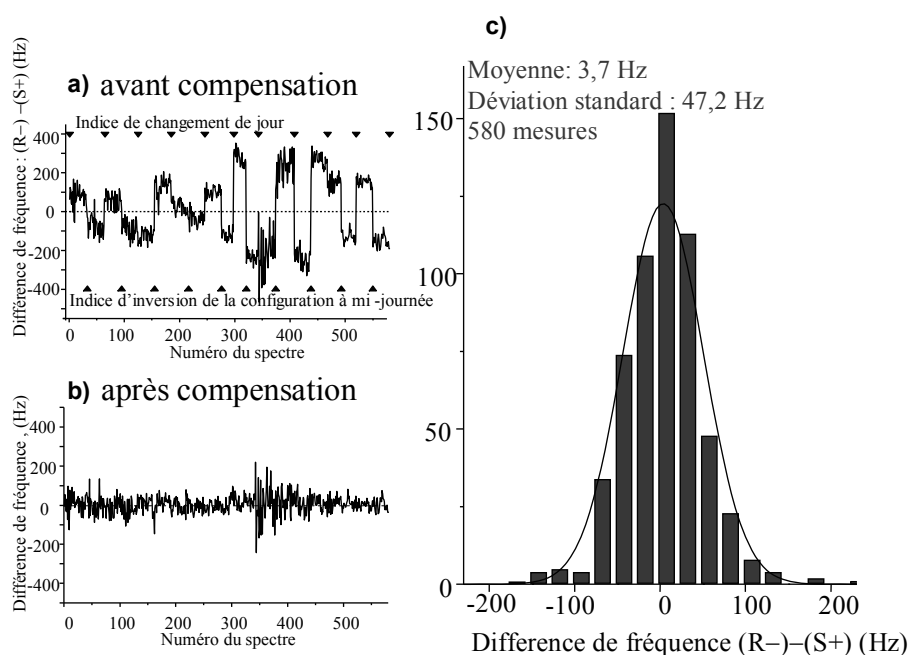 a) avant compensation
Indice de changement de jour
Différence de fréquence : (R–) –(S+) (Hz)
400
200
0
-200
-400
Indice d'inversion de la configuration à mi -journée
0 100 200 300 400 500
Numéro du spectre
b) après compensation
Différence de fréquence , (Hz)
400
200
0
-200
-400
0 100 200 300 400 500
Numéro du spectre
c)
Moyenne: 3,7 Hz
Déviation standard : 47,2 Hz
580 mesures
150
100
50
0
-200 -100 0 100 200
Difference de fréquence (R–)–(S+) (Hz)